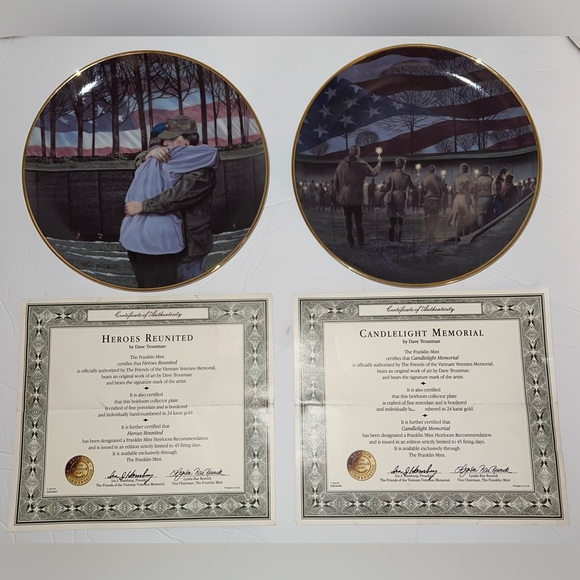 Certificate of Authenticity
HEROES REUNITED
by Dave Troutman
The Franklin Mint
certifies that Heroes Reunited
is officially authorized by The Friends of the Vietnam Veterans Memorial,
bears an original work of art by Dave Troutman
and bears the signature mark of the artist.
It is also certified
that this heirloom collector plate
is crafted of fine porcelain and is bordered
and individually hand-numbered in 24 karat gold.
It is further certified that
Heroes Reunited
has been designated a Franklin Mint Heirloom Recommendation
and is issued in an edition strictly limited to 45 firing days.
It is available exclusively through
The Franklin Mint.
President
The Friends of the Vietnam Veterans Memorial
Lynda Rae Resnick
Vice Chairman, The Franklin Mint
Certificate of Authenticity
CANDLELIGHT MEMORIAL
by Dave Troutman
The Franklin Mint
certifies that Candlelight Memorial
is officially authorized by The Friends of the Vietnam Veterans Memorial,
bears an original work of art by Dave Troutman
and bears the signature mark of the artist.
It is also certified
that this heirloom collector plate
is crafted of fine porcelain and is bordered
and individually ha mbered in 24 karat gold.
It is further certified that
Candlelight Memorial
has been designated a Franklin Mint Heirloom Recommendation
and is issued in an edition strictly limited to 45 firing days.
It is available exclusively through
The Franklin Mint.
President
The Friends of the Vietnam Veterans Memorial
Lynda Rae Resnick
Vice Chairman, The Franklin Mint